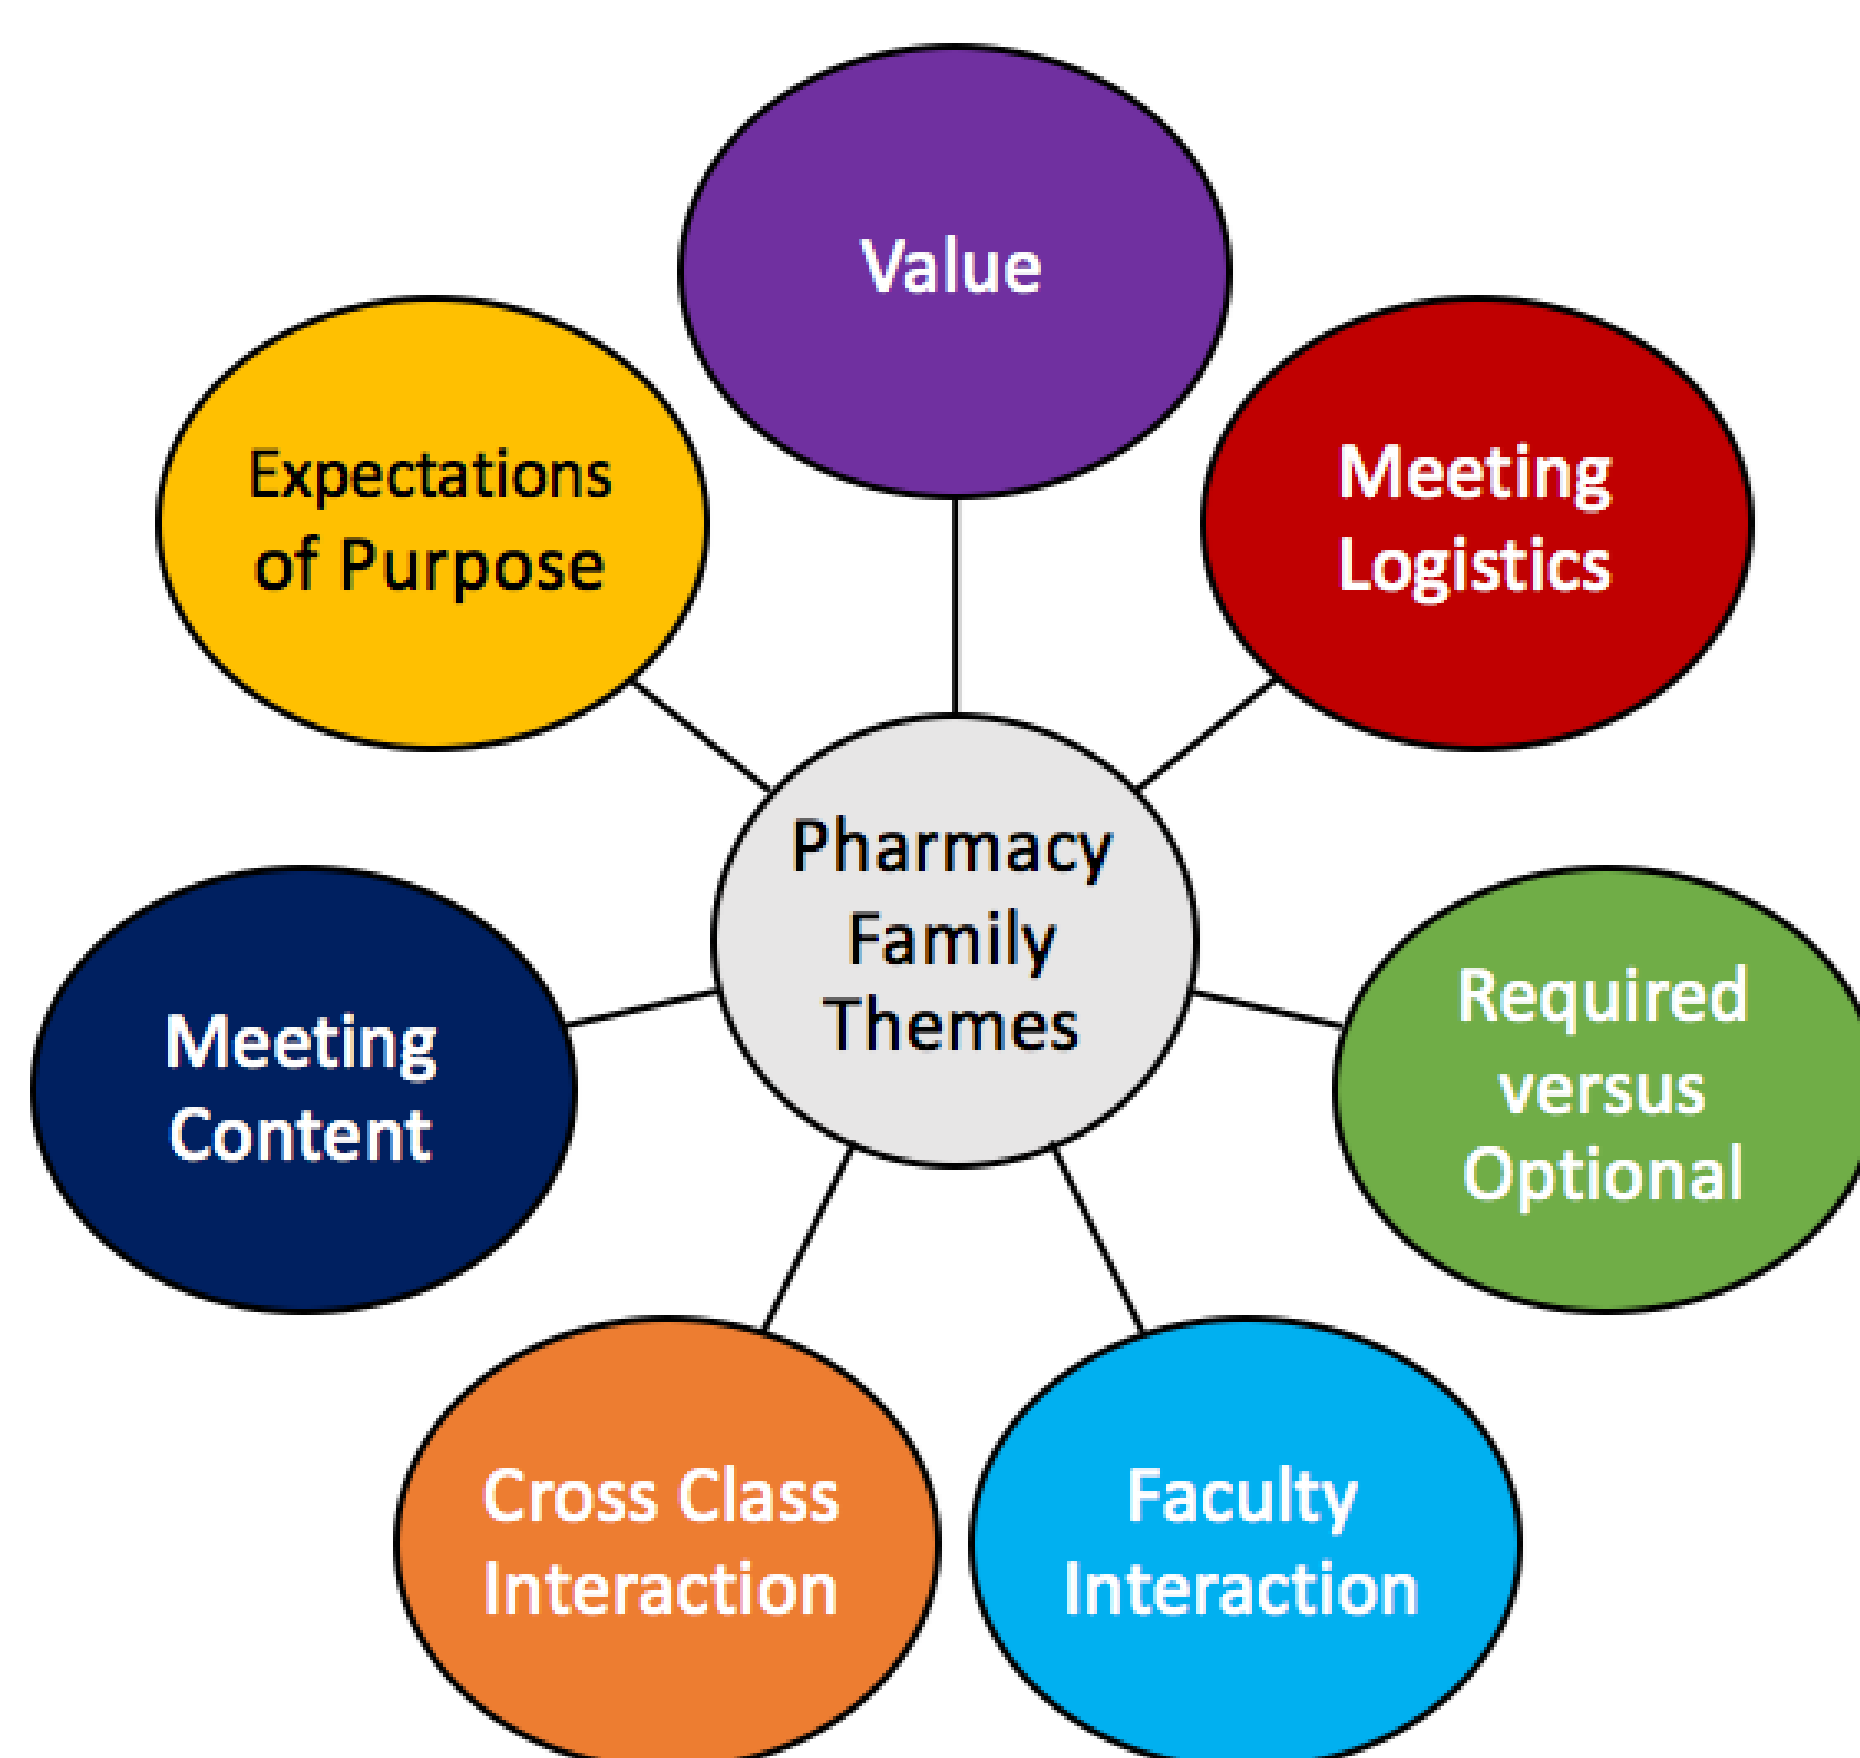 Value
Expectations
of Purpose
Meeting
Logistics
Pharmacy
Family
Themes
Meeting
Content
Required
versus
Optional
Cross Class
Interaction
Faculty
Interaction